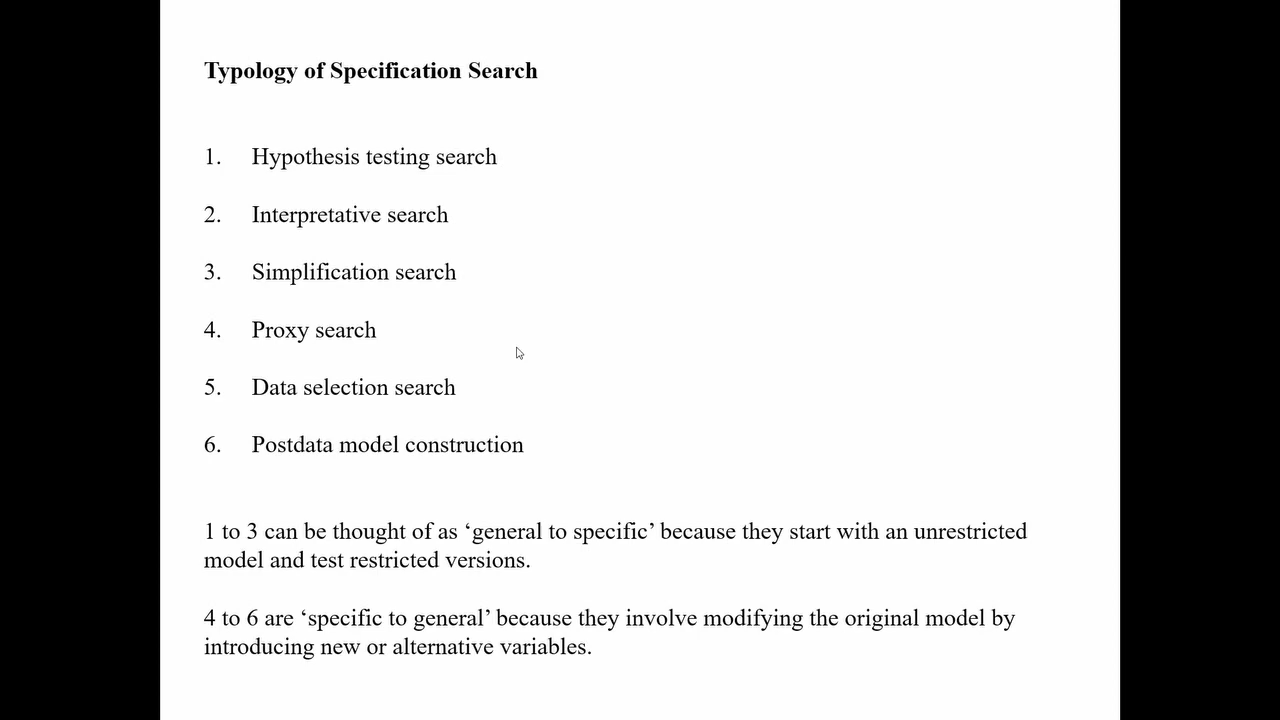 Typology of Specification Search
1. Hypothesis testing search
2. Interpretative search
3. Simplification search
4. Proxy search
5. Data selection search
6. Postdata model construction
1 to 3 can be thought of as ‘general to specific’ because they start with an unrestricted
model and test restricted versions.
4 to 6 are ‘specific to general’ because they involve modifying the original model by
introducing new or alternative variables.